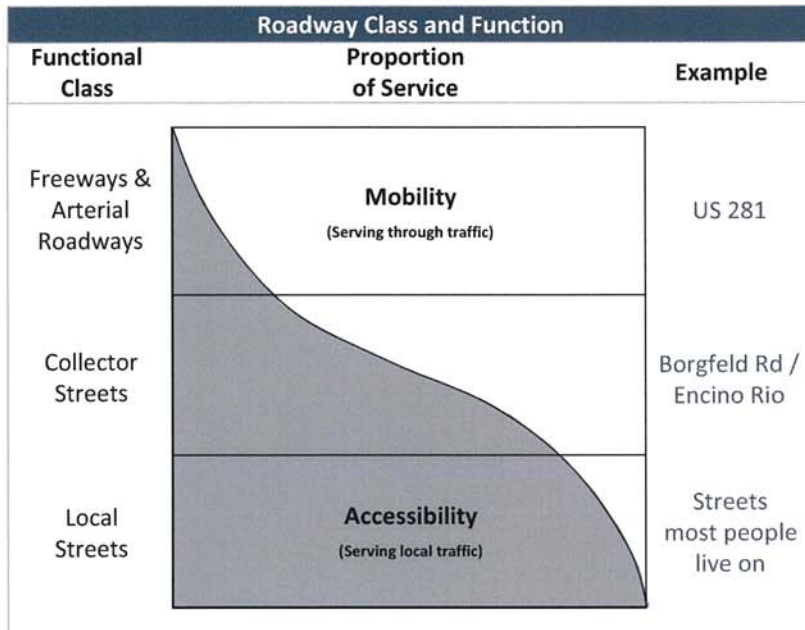 Roadway Class and Function
Functional
Class
Proportion
of Service
Example
Freeways &
Arterial
Roadways
Mobility
(Serving through traffic)
US 281
Collector
Streets
Borgfeld Rd /
Encino Rio
Local
Streets
Accessibility
(Serving local traffic)
Streets
most people
live on